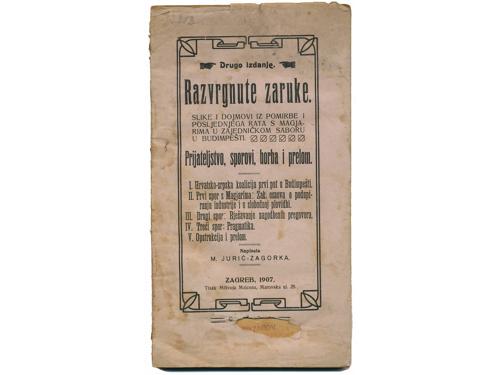 Drugo izdanje.
Razvrgnute zaruke.
SLIKE I DOJMOVI IZ POMIRBE I
POSLJEDNJEGA RATA S MAGJA-
RIMA U ZAJEDNIČKOM SABORU
U BUDIMPEŠTI.
Prijateljstvo, sporovi, borba i prelom.
I. Hrvatsko-srpska koalicija prvi put u Budimpešti.
II. Prvi spor s Magjarima: Zak. osnova o podupi-
ranju industrije i o slobodnoj plovidbi.
III. Drugi spor: Rješavanje nagodbenih pregovora.
IV. Treći spor: Pragmatika.
V. Opstrukcija i prelom.
Napisala
M. JURIĆ-ZAGORKA.
ZAGREB, 1907.
Tisak Milivoja Majcena, Marovska ul. 28.